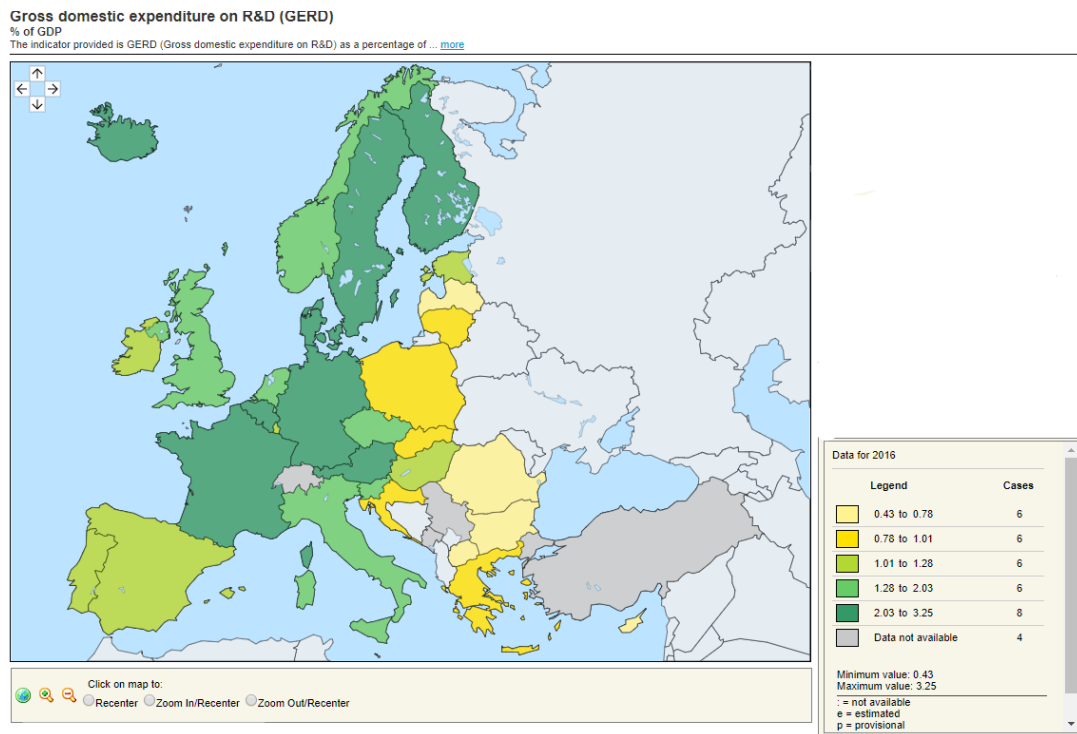 Gross domestic expenditure on R&D (GERD)
% of GDP
The indicator provided is GERD (Gross domestic expenditure on R&D) as a percentage of ... more
Data for 2016
Legend Cases
0.43 to 0.78 6
0.78 to 1.01 6
1.01 to 1.28 6
1.28 to 2.03 6
2.03 to 3.25 8
Data not available 4
Minimum value: 0.43
Maximum value: 3.25
: = not available
e = estimated
p = provisional
Click on map to:
Recenter Zoom In/Recenter Zoom Out/Recenter